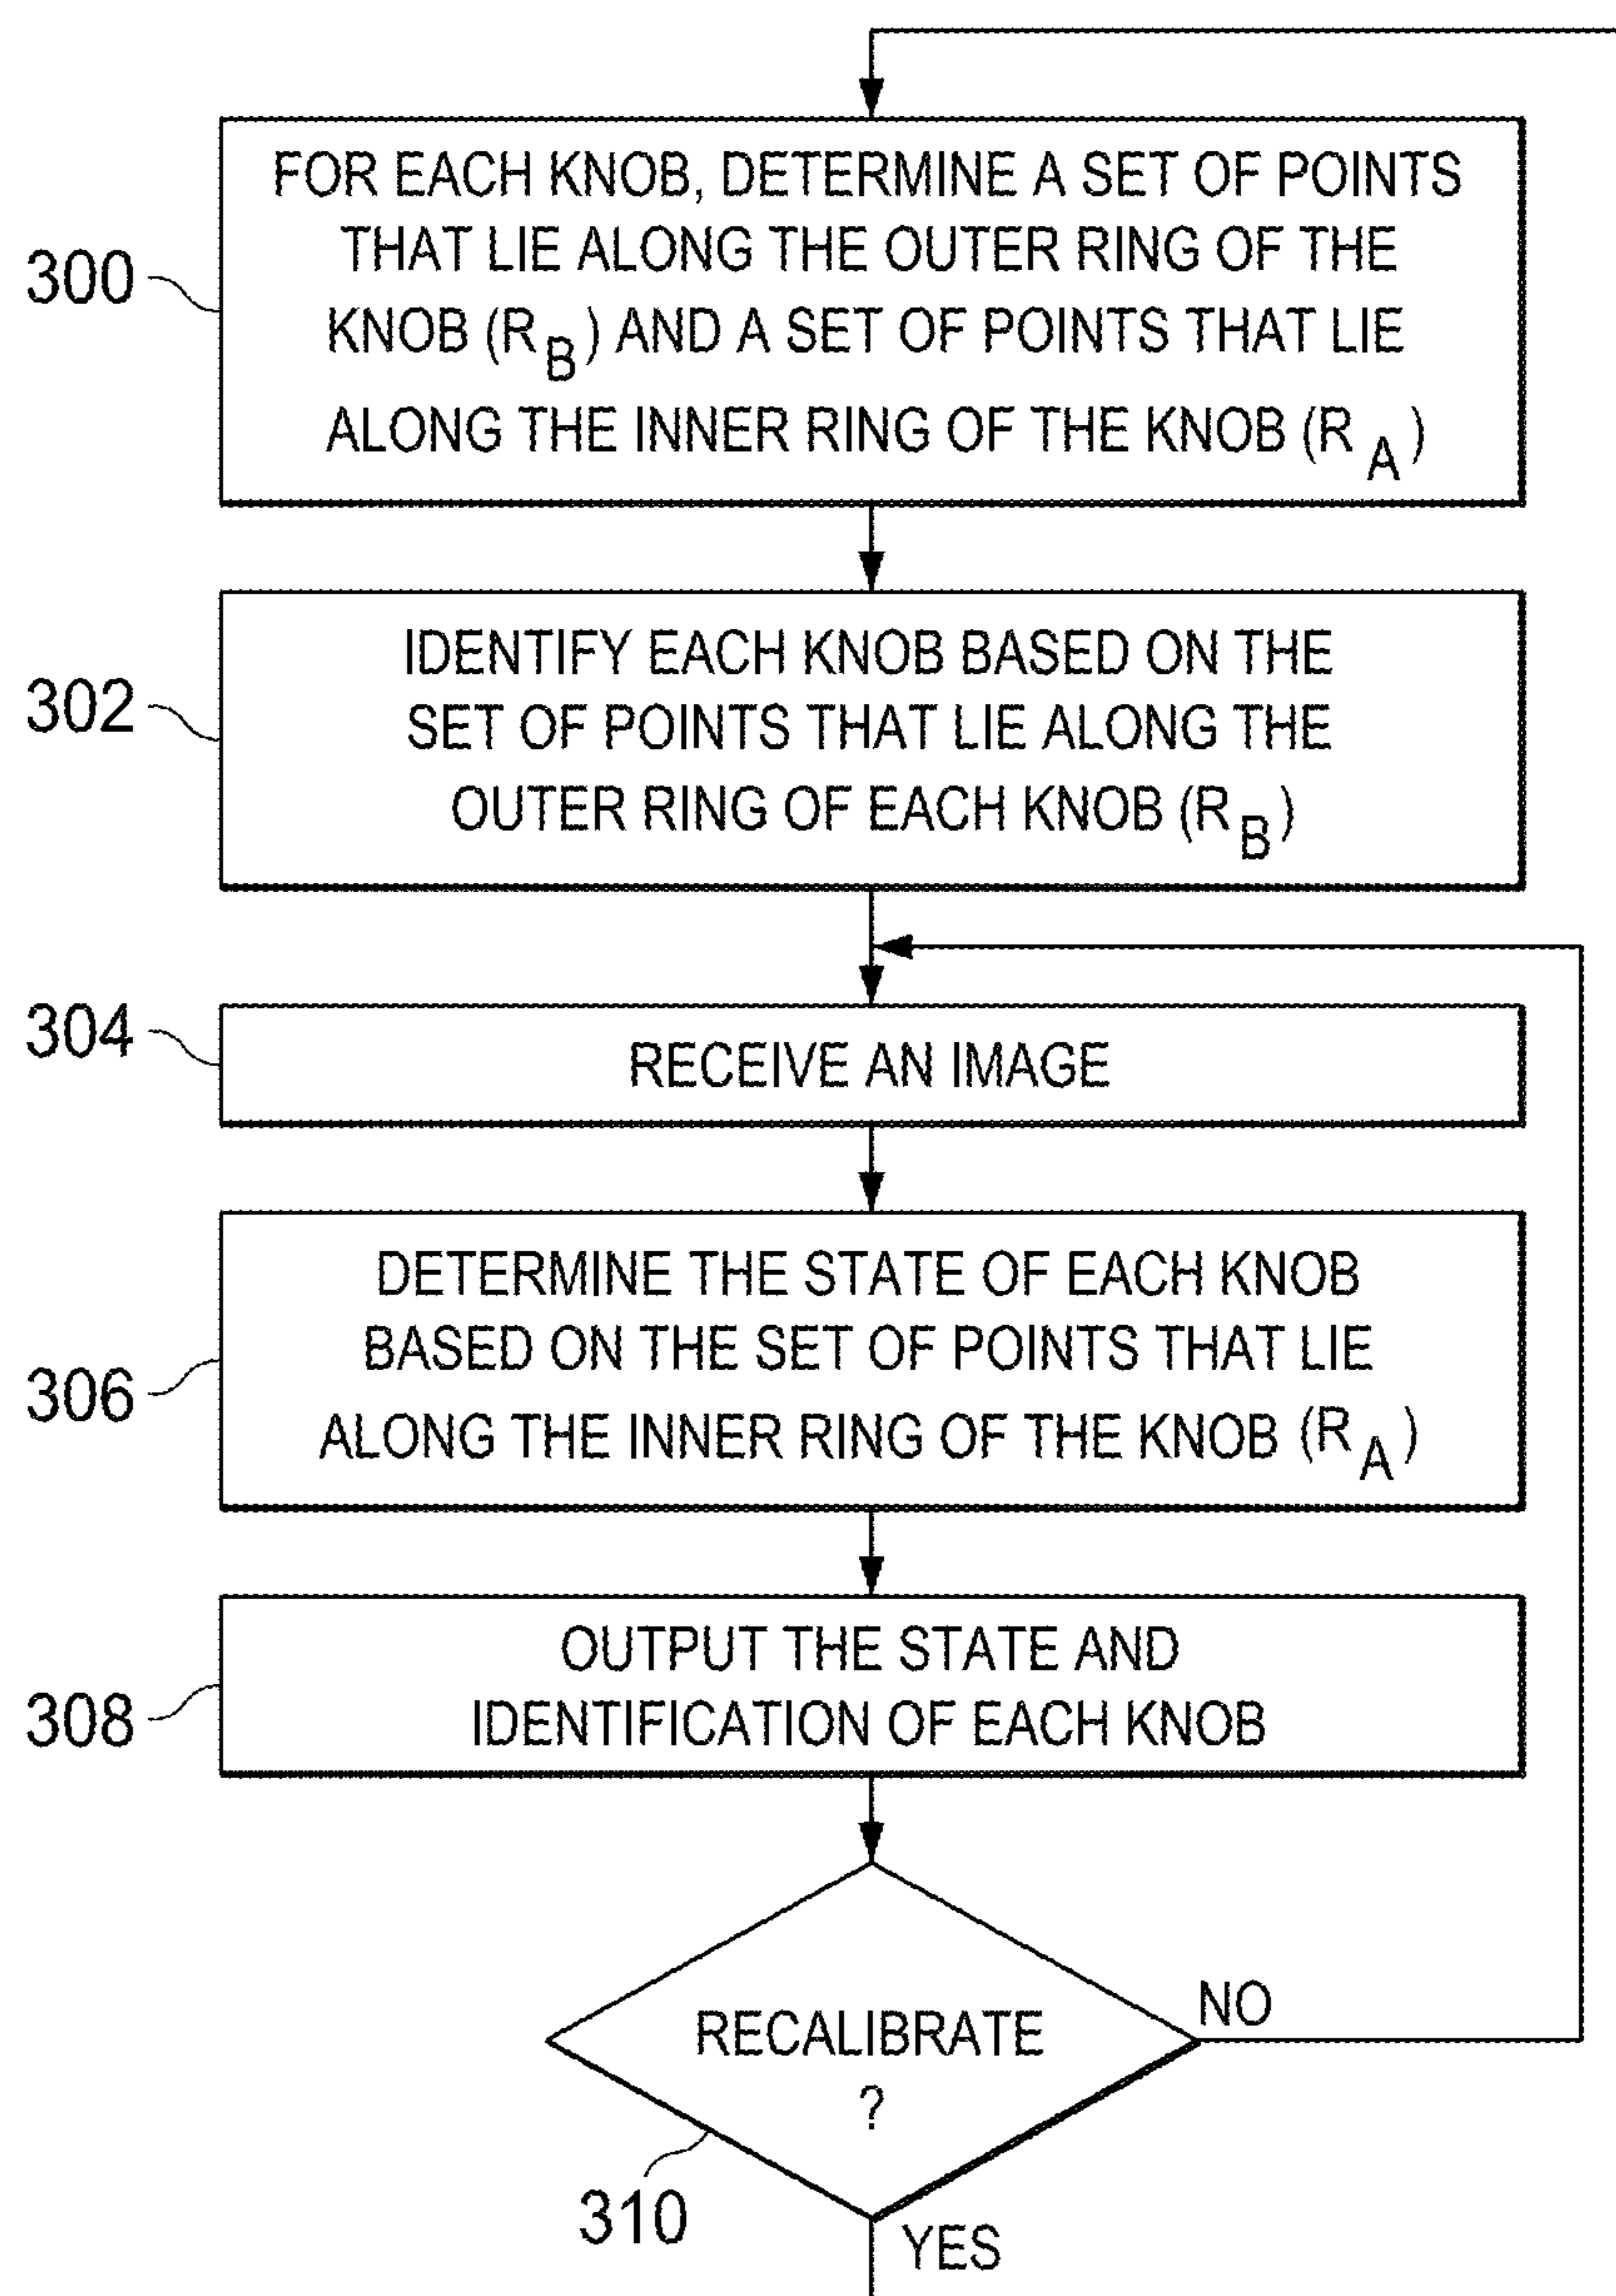 FOR EACH KNOB, DETERMINE A SET OF POINTS
THAT LIE ALONG THE OUTER RING OF THE
KNOB (R_B) AND A SET OF POINTS THAT LIE
ALONG THE INNER RING OF THE KNOB (R_A)
300
IDENTIFY EACH KNOB BASED ON THE
SET OF POINTS THAT LIE ALONG THE
OUTER RING OF EACH KNOB (R_B)
302
304
RECEIVE AN IMAGE
DETERMINE THE STATE OF EACH KNOB
BASED ON THE SET OF POINTS THAT LIE
ALONG THE INNER RING OF THE KNOB (R_A)
306
OUTPUT THE STATE AND
IDENTIFICATION OF EACH KNOB
308
RECALIBRATE
?
NO
310
YES